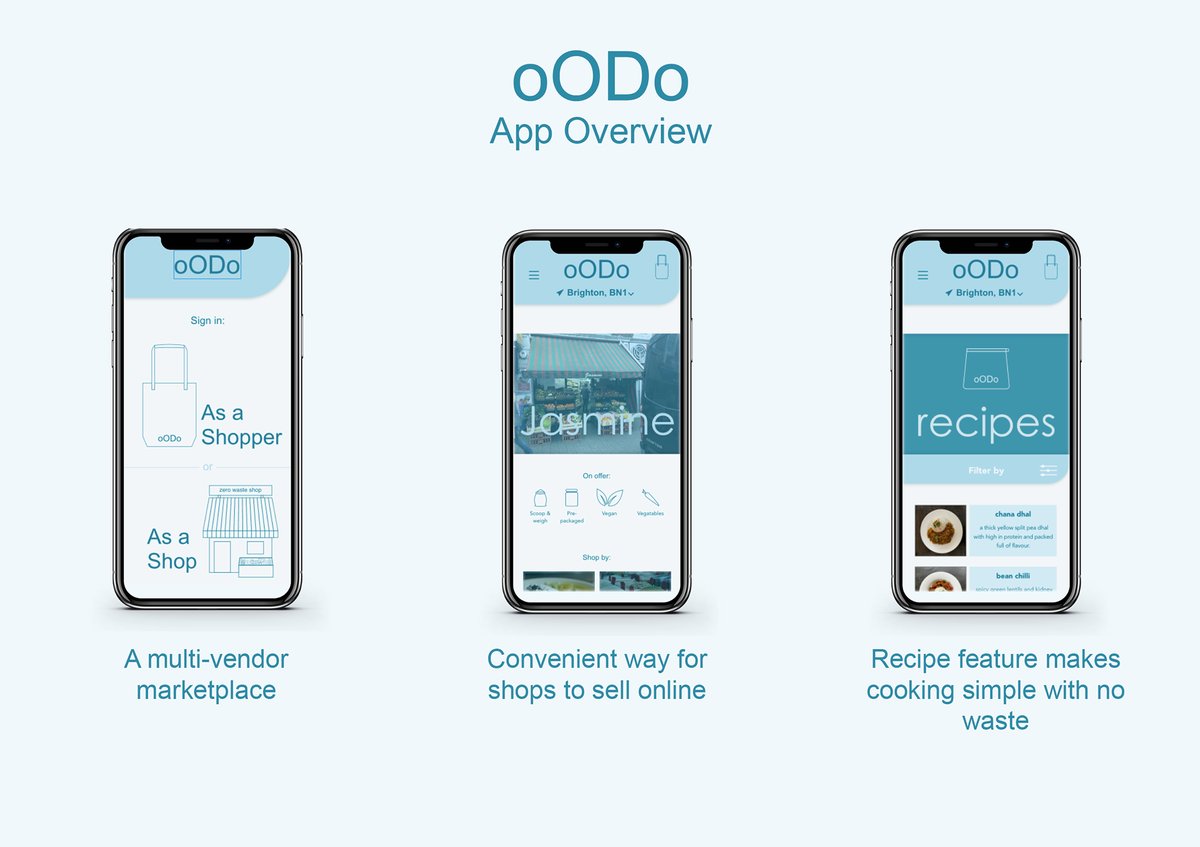 oODo
App Overview
oODo
Sign in:
oODo
As a
Shopper
or
zero waste shop
As a
Shop
A multi-vendor
marketplace
oODo
Brighton, BN1
Jasmine
On offer:
Scoop &
weigh
Pre-
packaged
Vegan
Vegatables
Shop by:
Convenient way for
shops to sell online
oODo
Brighton, BN1
oODo
recipes
Filter by
chana dhal
a thick yellow split pea dhal
with high in protein and packed
full of flavour.
bean chilli
spicy green lentils and kidney
Recipe feature makes
cooking simple with no
waste